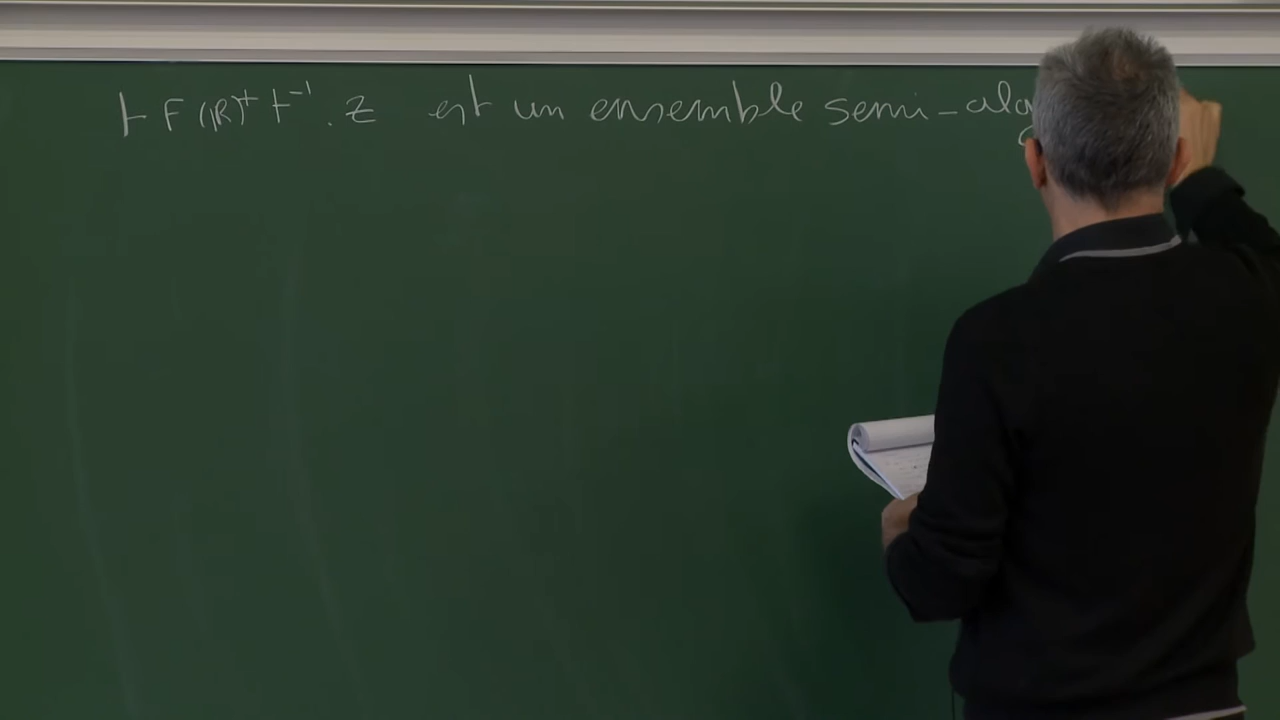 t F(ℝ)⁺ t⁻¹ . z est un ensemble semi-alg